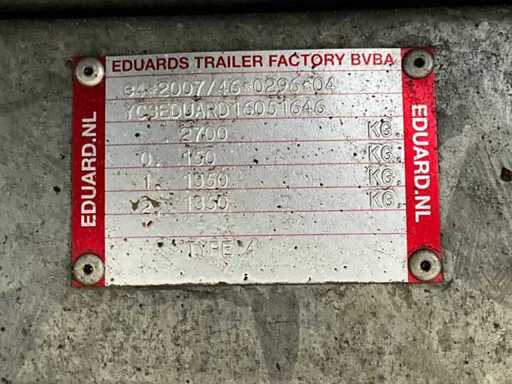 EDUARDS TRAILER FACTORY BVBA
EDUARD.NL
e4*2007/46*0296*04
YC3EDUARD16051646
2700 KG
0. 150 KG
1. 1350 KG
2. 1350 KG
TYPE 4
EDUARD.NL